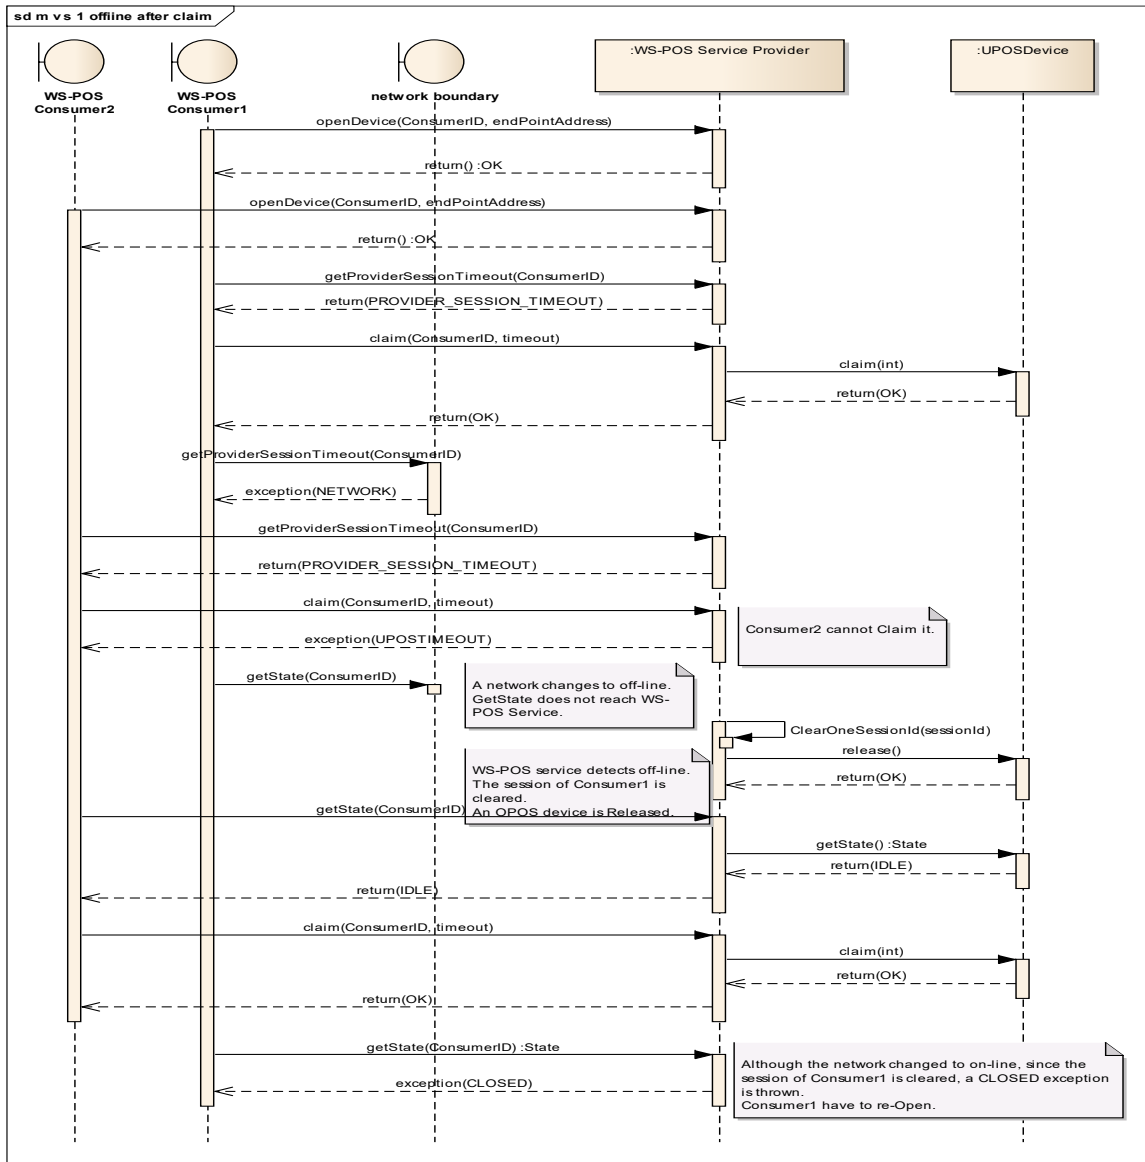 sd m v s 1 offline after claim
:WS-POS Service Provider
:UPOSDevice
WS-POS
Consumer2
WS-POS
Consumer1
network boundary
openDevice(ConsumerID, endPointAddress)
return() :OK
openDevice(ConsumerID, endPointAddress)
return() :OK
getProviderSessionTimeout(ConsumerID)
return(PROVIDER_SESSION_TIMEOUT)
claim(ConsumerID, timeout)
claim(int)
return(OK)
return(OK)
getProviderSessionTimeout(ConsumerID)
exception(NETWORK)
getProviderSessionTimeout(ConsumerID)
return(PROVIDER_SESSION_TIMEOUT)
claim(ConsumerID, timeout)
Consumer2 cannot Claim it.
exception(UPOSTIMEOUT)
getState(ConsumerID)
A network changes to off-line.
GetState does not reach WS-
POS Service.
ClearOneSessionId(sessionId)
release()
WS-POS service detects off-line.
The session of Consumer1 is
cleared.
An OPOS device is Released.
return(OK)
getState(ConsumerID)
getState() :State
return(IDLE)
return(IDLE)
claim(ConsumerID, timeout)
claim(int)
return(OK)
return(OK)
getState(ConsumerID) :State
Although the network changed to on-line, since the
session of Consumer1 is cleared, a CLOSED exception
is thrown.
Consumer1 have to re-Open.
exception(CLOSED)